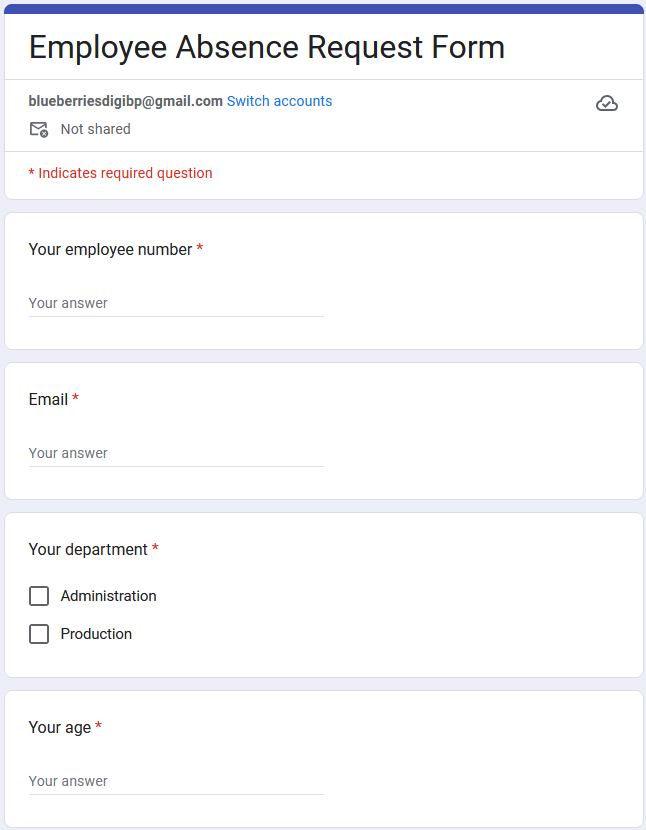 Employee Absence Request Form
blueberriesdigibp@gmail.com Switch accounts
Not shared
* Indicates required question
Your employee number *
Your answer
Email *
Your answer
Your department *
Administration
Production
Your age *
Your answer